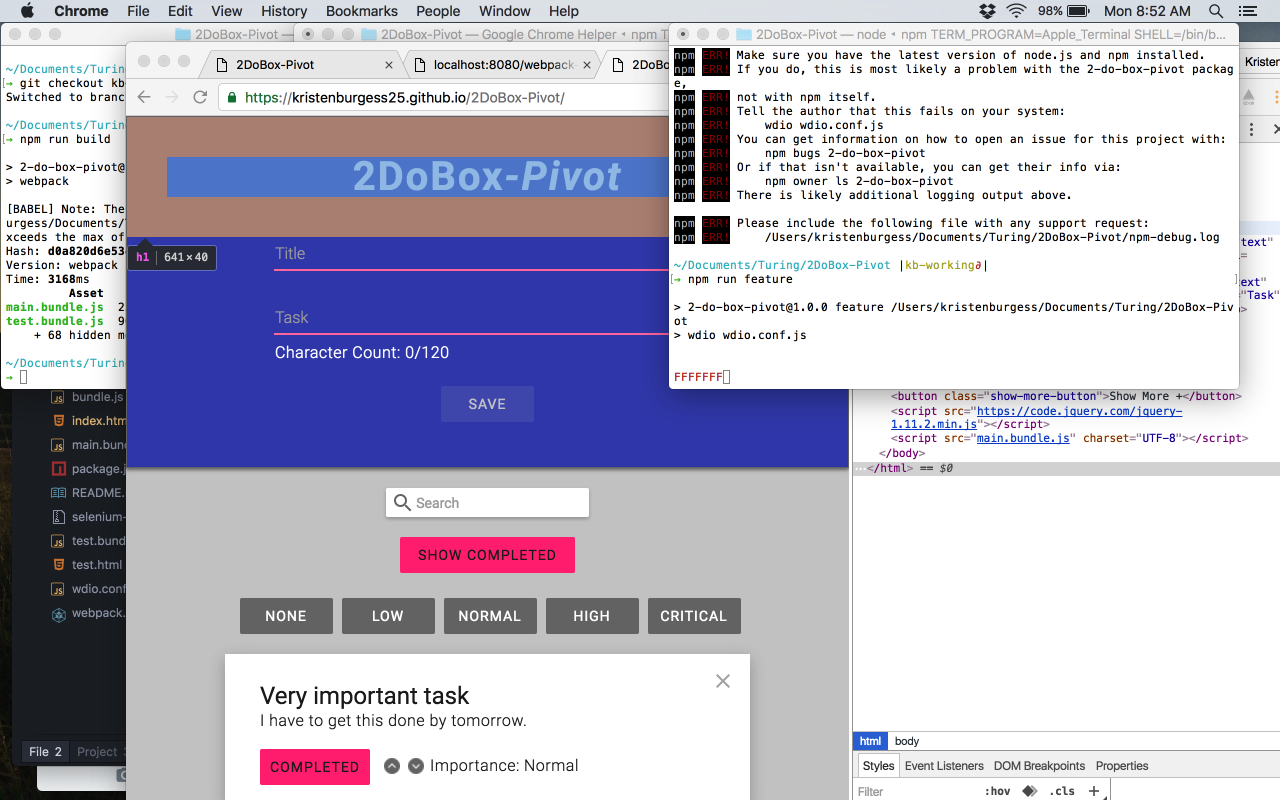 Chrome File Edit View History Bookmarks People Window Help 98% Mon 8:52 AM
2DoBox-Pivot — 
2DoBox-Pivot — Google Chrome Helper ◂ npm T
2DoBox-Pivot — node ◂ npm TERM_PROGRAM=Apple_Terminal SHELL=/bin/b...
~/Documents/Turing
→ git checkout kb
Switched to branc
~/Documents/Turing
→ npm run build
> 2-do-box-pivot@
> webpack
[BABEL] Note: The
urgess/Documents/T
xceeds the max of
Hash: d0a820d6e53
Version: webpack
Time: 3168ms
Asset
main.bundle.js 2
test.bundle.js 9
+ 68 hidden m
~/Documents/Turing
→
bundle.js
index.htm
main.bun
package.j
README.
selenium-
test.bund
test.html
wdio.conf
webpack.
File 2 Project
2DoBox-Pivot
localhost:8080/webpack-
2DoBo
https://kristenburgess25.github.io/2DoBox-Pivot/
2DoBox-Pivot
h1 641×40
Title
Task
Character Count: 0/120
SAVE
Search
SHOW COMPLETED
NONE LOW NORMAL HIGH CRITICAL
Very important task
I have to get this done by tomorrow.
COMPLETED Importance: Normal
npm ERR! Make sure you have the latest version of node.js and npm installed.
npm ERR! If you do, this is most likely a problem with the 2-do-box-pivot packag
e,
npm ERR! not with npm itself.
npm ERR! Tell the author that this fails on your system:
npm ERR! wdio wdio.conf.js
npm ERR! You can get information on how to open an issue for this project with:
npm ERR! npm bugs 2-do-box-pivot
npm ERR! Or if that isn't available, you can get their info via:
npm ERR! npm owner ls 2-do-box-pivot
npm ERR! There is likely additional logging output above.
npm ERR! Please include the following file with any support request:
npm ERR! /Users/kristenburgess/Documents/Turing/2DoBox-Pivot/npm-debug.log
~/Documents/Turing/2DoBox-Pivot |kb-working∂|
[→ npm run feature ]
> 2-do-box-pivot@1.0.0 feature /Users/kristenburgess/Documents/Turing/2DoBox-Piv
ot
> wdio wdio.conf.js
FFFFFFF
Kristen
text"
=
ext"
"Task"
>
<button class="show-more-button">Show More +</button>
<script src="https://code.jquery.com/jquery-
1.11.2.min.js"></script>
<script src="main.bundle.js" charset="UTF-8"></script>
</body>
…</html> == $0
html body
Styles Event Listeners DOM Breakpoints Properties
Filter :hov .cls +